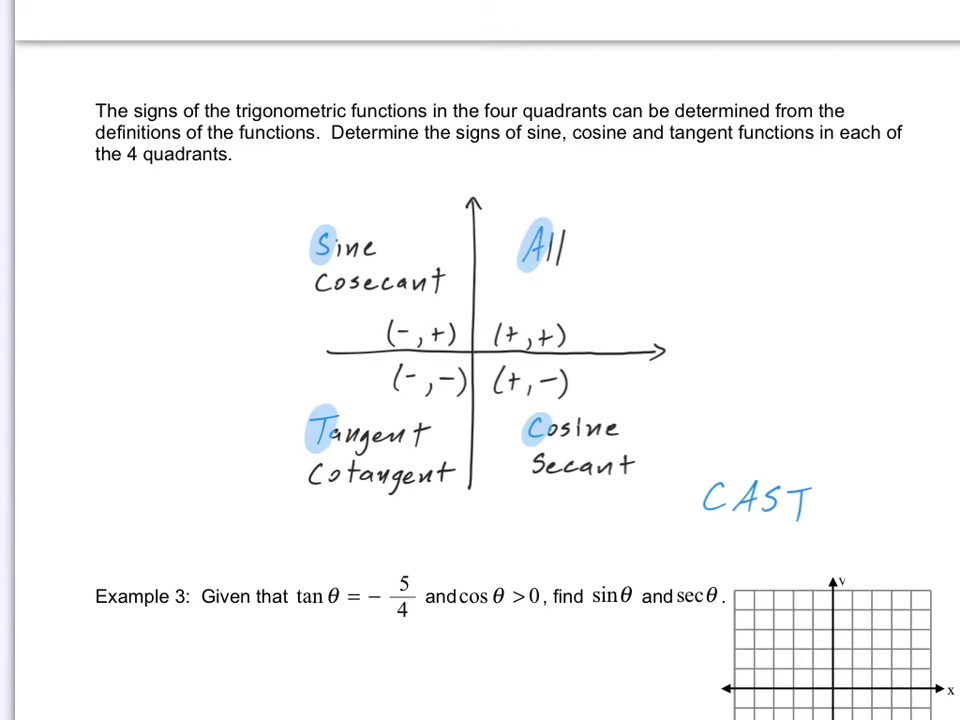 The signs of the trigonometric functions in the four quadrants can be determined from the
definitions of the functions.  Determine the signs of sine, cosine and tangent functions in each of
the 4 quadrants.
Sine
Cosecant
All
(-,+) (+,+)
(-,-) (+,-)
Tangent
Cotangent
Cosine
Secant
CAST
Example 3:  Given that tan θ = - 5/4 and cos θ > 0, find sin θ and sec θ.
y
x